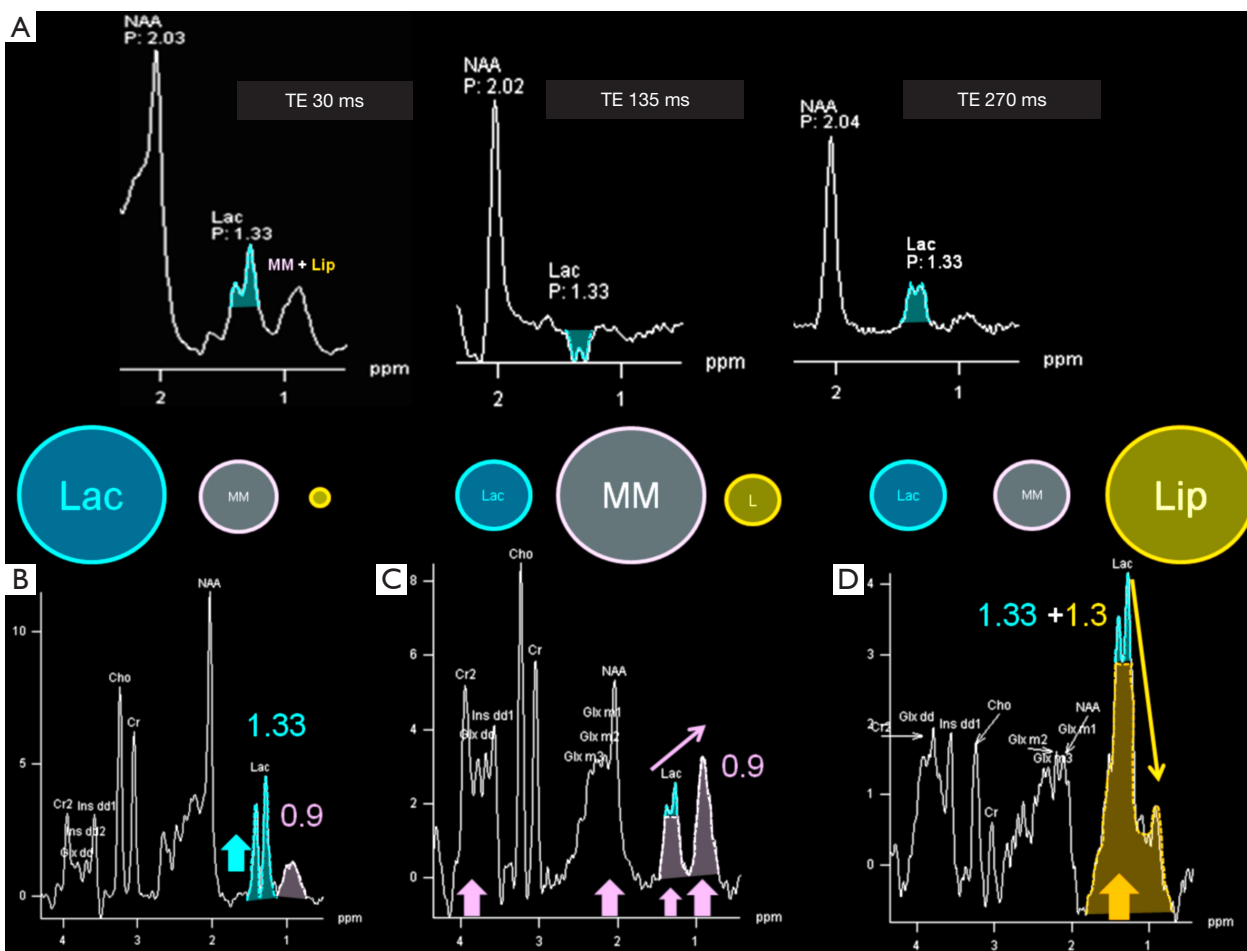 A
NAA
P: 2.03
TE 30 ms
Lac
P: 1.33
MM + Lip
ppm
2
1
NAA
P: 2.02
TE 135 ms
Lac
P: 1.33
ppm
2
1
NAA
P: 2.04
TE 270 ms
Lac
P: 1.33
ppm
2
1
Lac
MM
Lac
MM
L
Lac
MM
Lip
B
NAA
10
Cho
Cr
1.33
Lac
5
Cr2
Ins dd1
Ins dd2
Glx dd
0.9
0
ppm
4
3
2
1
C
Cho
8
6
Cr
Cr2
NAA
Ins dd1
Glx m1
4
Glx dd
Glx m2
Glx m3
Lac
0.9
2
0
ppm
4
3
2
1
D
Lac
4
1.33 +1.3
3
Cho
NAA
Glx dd
Ins dd1
Glx m1
Cr2
Glx m2
2
Glx m3
Cr
1
0
ppm
4
3
2
1